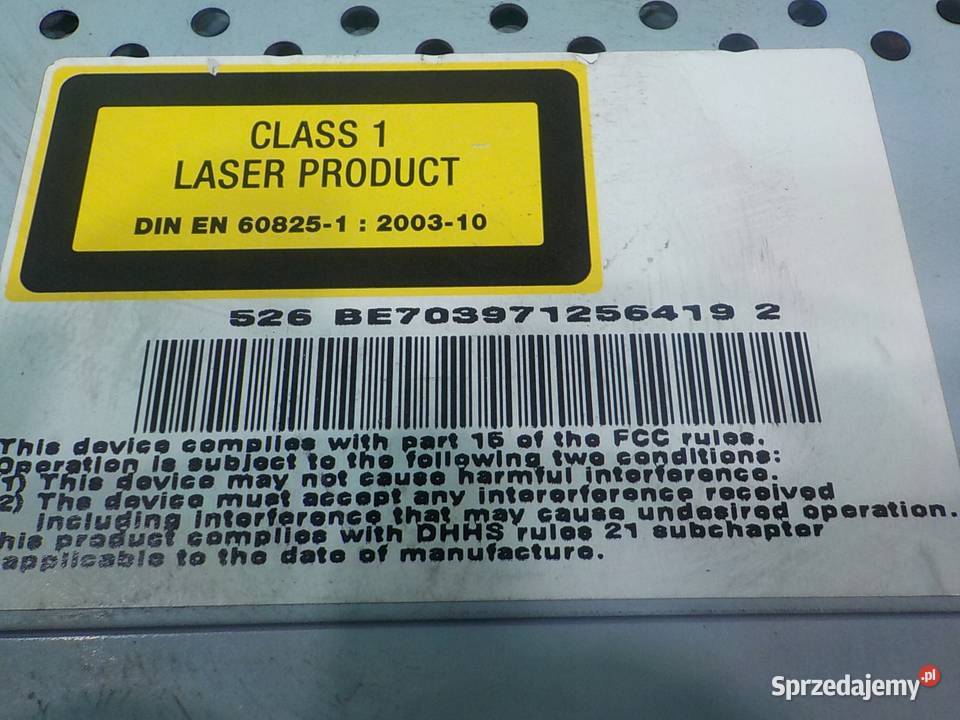 CLASS 1
LASER PRODUCT
DIN EN 60825-1 : 2003-10
526 BE703971256419 2
This device complies with part 15 of the FCC rules.
Operation is subject to the following two conditions:
1) This device may not cause harmful interference.
2) The device must accept any intererference received
including interference that may cause undesired operation.
his product complies with DHHS rules 21 subchapter
applicable to the date of manufacture.
Sprzedajemy.pl